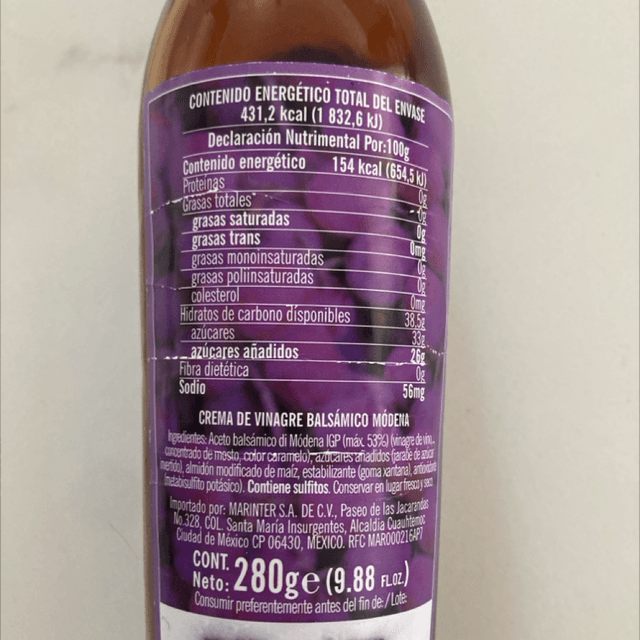 CONTENIDO ENERGÉTICO TOTAL DEL ENVASE
431,2 kcal (1 832,6 kJ)
Declaración Nutrimental Por:100g
Contenido energético 154 kcal (654,5 kJ)
Proteínas 0g
Grasas totales 0g
grasas saturadas 0g
grasas trans 0mg
grasas monoinsaturadas 0g
grasas poliinsaturadas 0g
colesterol 0mg
Hidratos de carbono disponibles 38,5g
azúcares 33g
azúcares añadidos 26g
Fibra dietética 0g
Sodio 56mg
CREMA DE VINAGRE BALSÁMICO MÓDENA
Ingredientes: Aceto balsámico di Módena IGP (máx. 53%) (vinagre de vino,
concentrado de mosto, color caramelo), azúcares añadidos (jarabe de azúcar
invertido), almidón modificado de maíz, estabilizante (goma xantana), antioxidante
(metabisulfito potásico). Contiene sulfitos. Conservar en lugar fresco y seco.
Importado por: MARINTER S.A. DE C.V., Paseo de las Jacarandas
No.328, COL. Santa María Insurgentes, Alcaldía Cuauhtémoc
Ciudad de México CP 06430, MÉXICO. RFC MAR000216AP7
CONT.
Neto: 280g e (9.88 FL.OZ.)
Consumir preferentemente antes del fin de: / Lote: